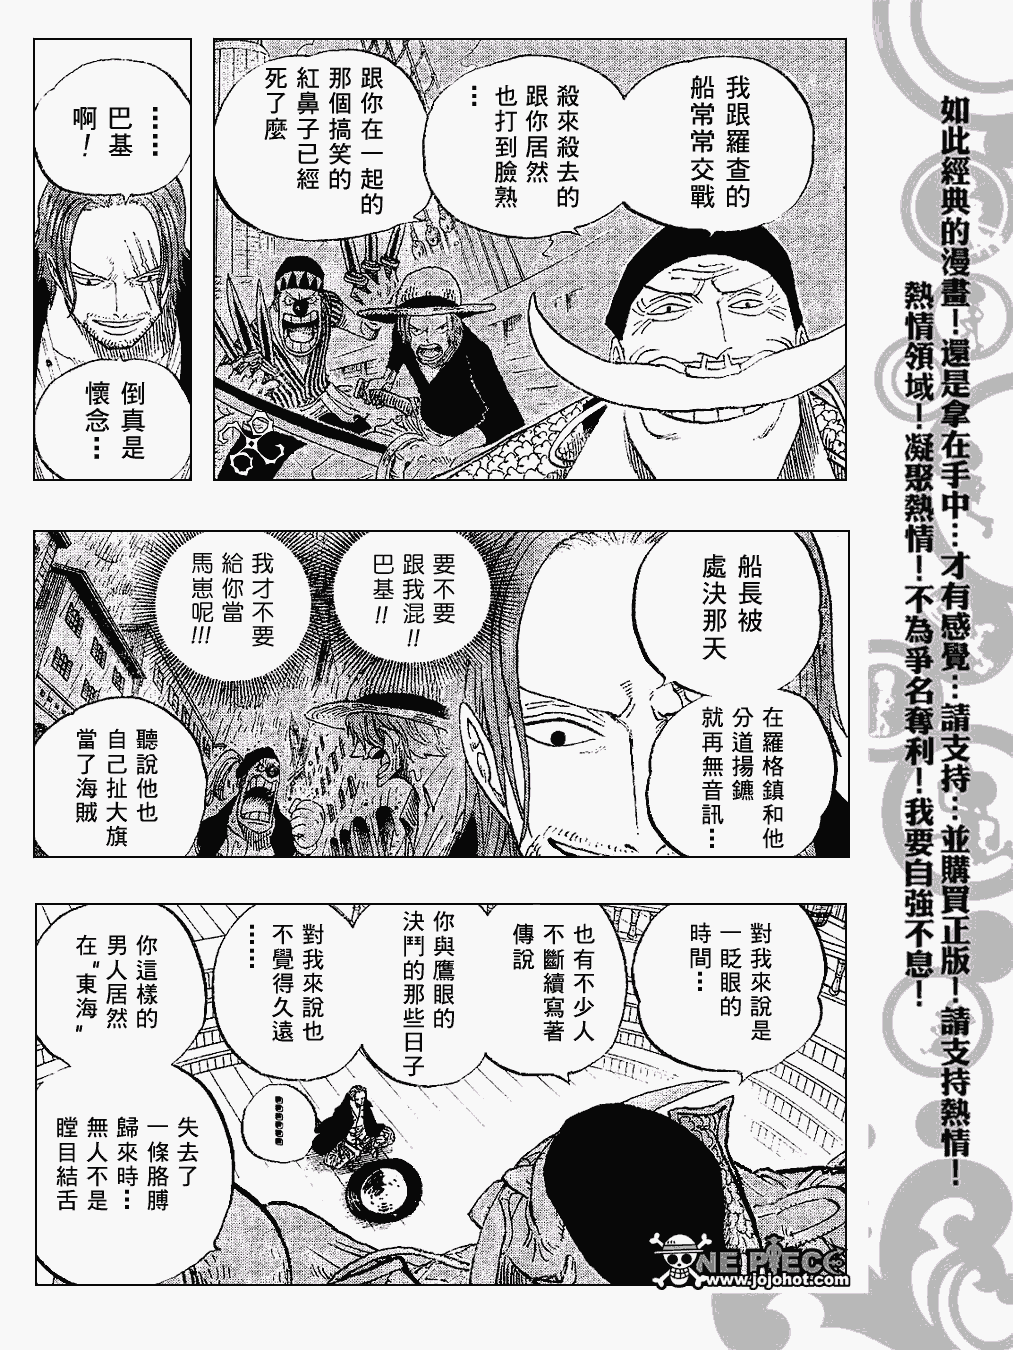 我跟羅查的
船常常交戰
殺來殺去的
跟你居然
也打到臉熟
…
跟你在一起的
那個搞笑的
紅鼻子已經
死了麼
……
巴基
啊！
倒真是
懷念…
船長被
處決那天
在羅格鎮和他
分道揚鑣
就再無音訊…
要不要
跟我混!!
巴基!!
我才不要
給你當
馬崽呢!!!
聽說他也
自己扯大旗
當了海賊
對我來說是
一眨眼的
時間…
也有不少人
不斷續寫著
傳說
你與鷹眼的
決鬥的那些日子
對我來說也
不覺得久遠
……
你這樣的
男人居然
在"東海"
失去了
一條胳膊
歸來時…
無人不是
瞠目結舌
ONE PIECE
www.jojohot.com
如此經典的漫畫！還是拿在手中…才有感覺…請支持…並購買正版！請支持熱情！
熱情領域！凝聚熱情！不為爭名奪利！我要自強不息！